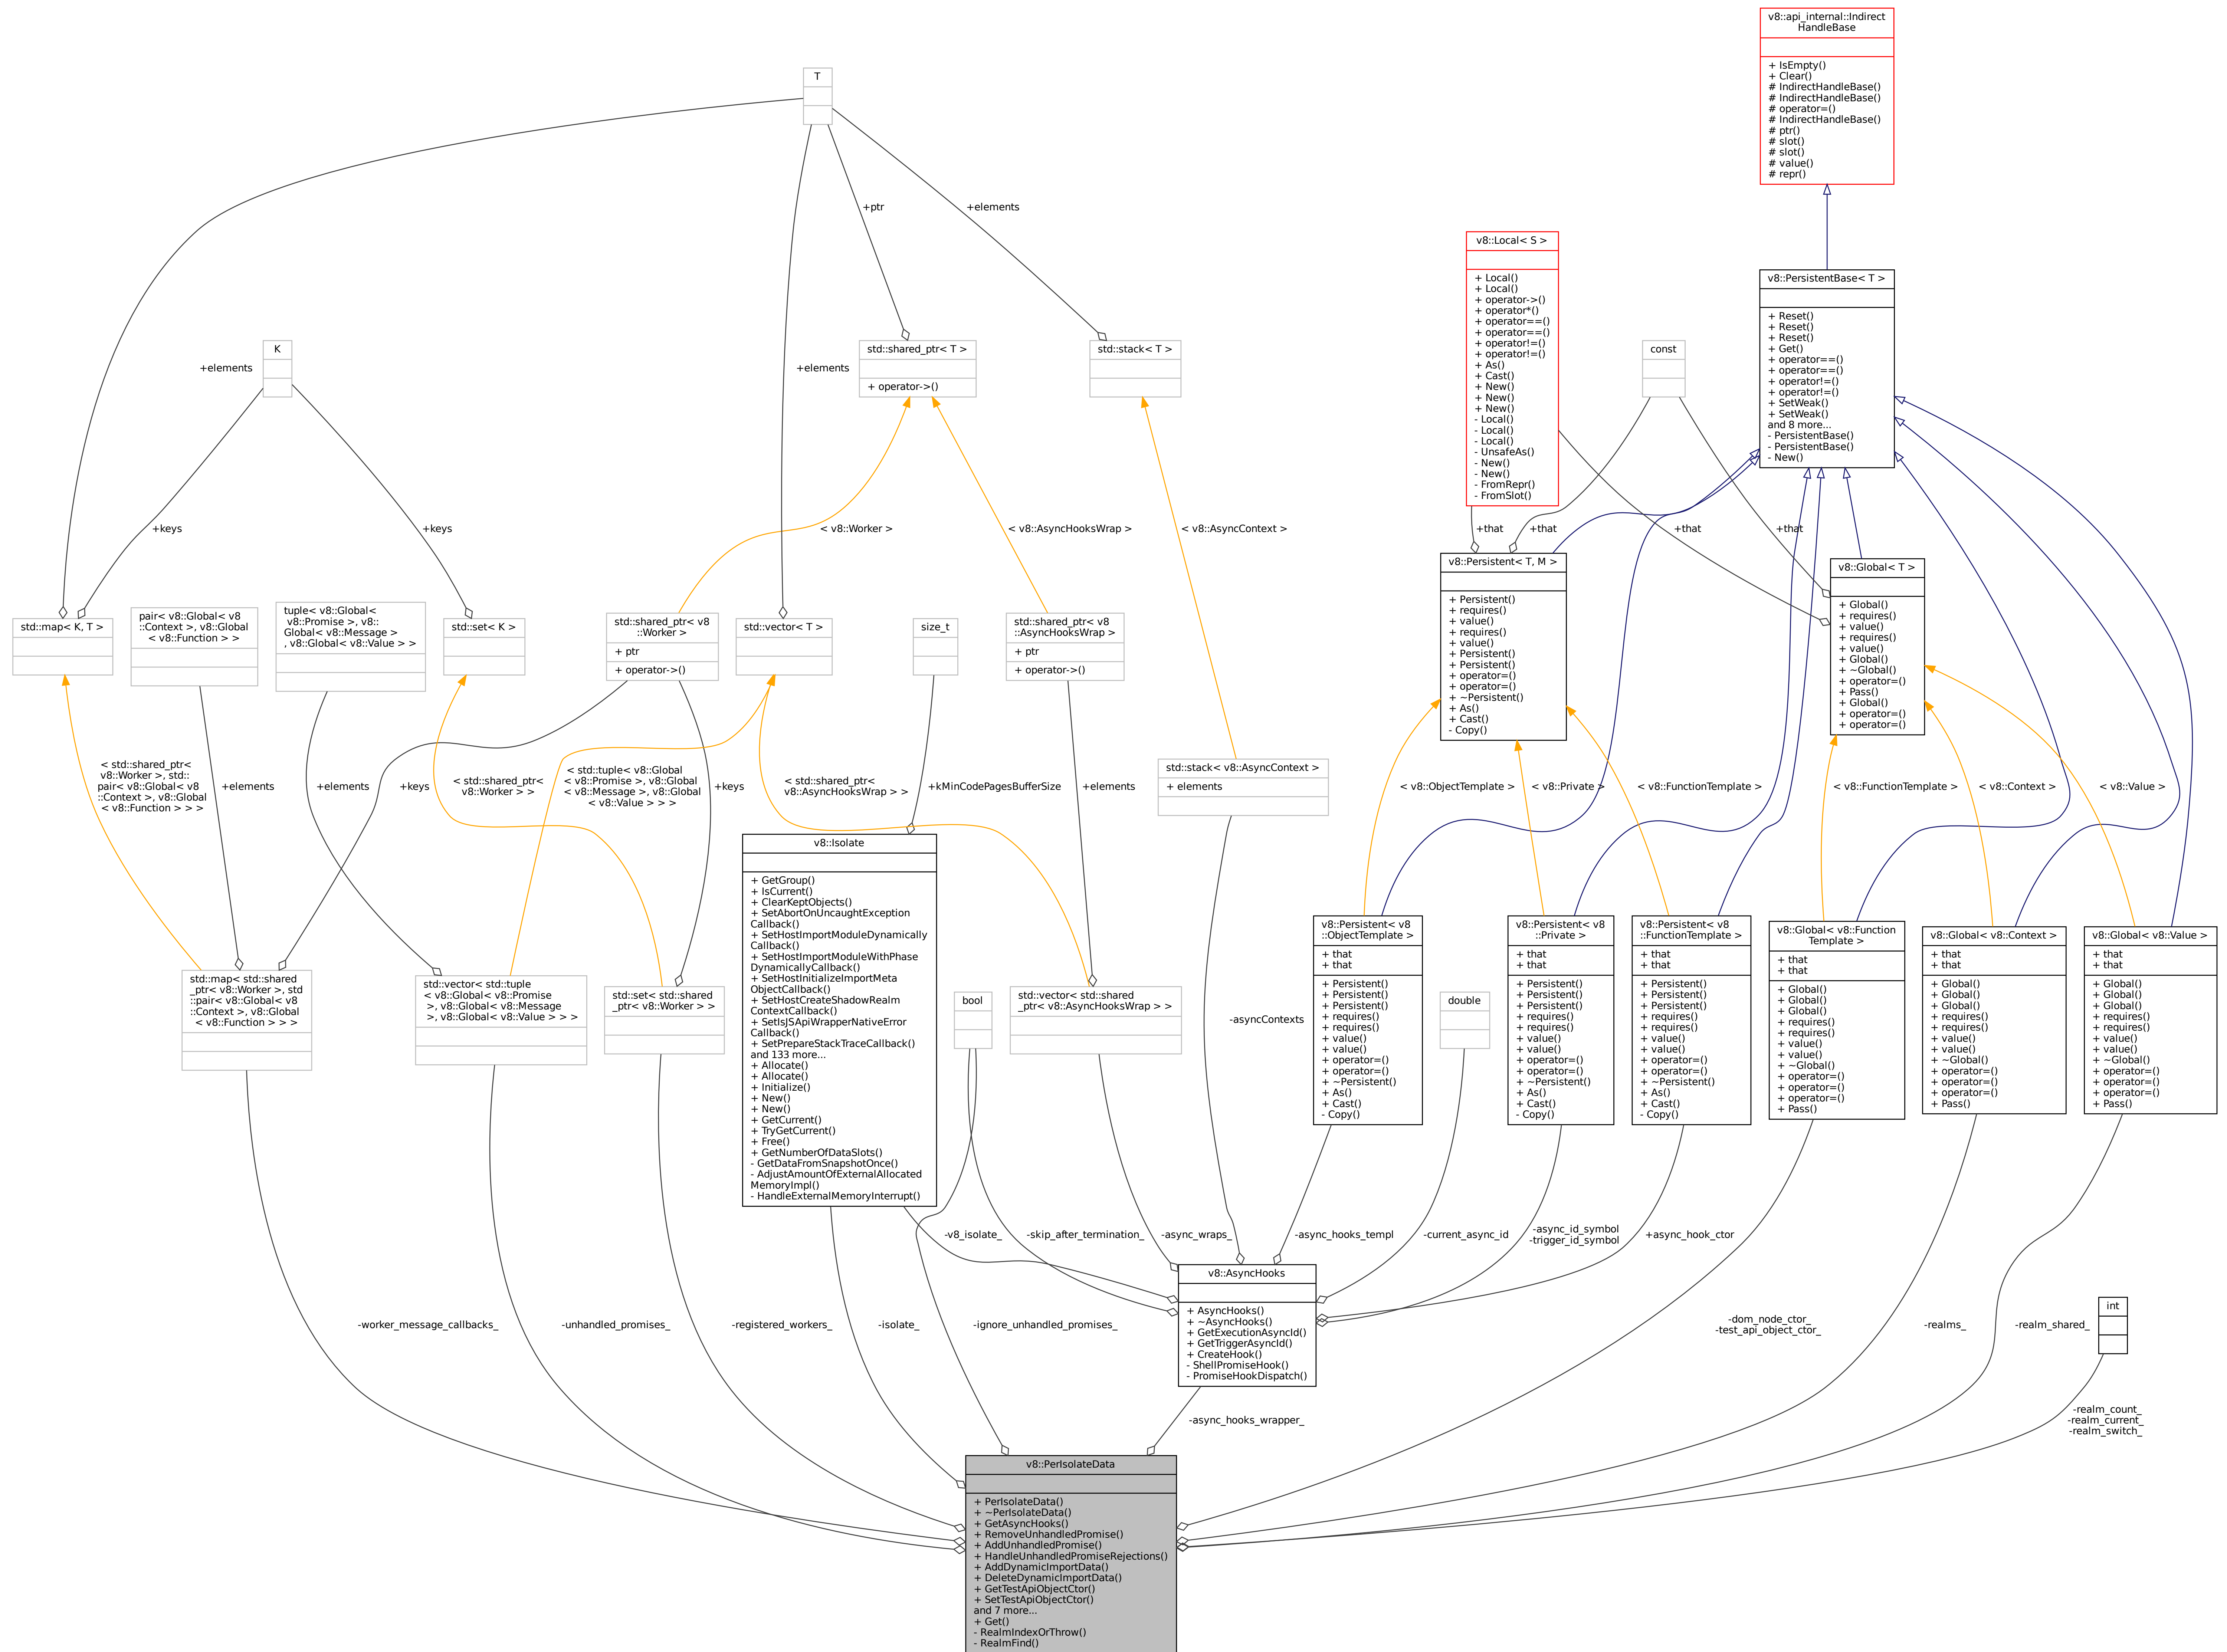 v8::api_internal::Indirect
HandleBase
+ IsEmpty()
+ Clear()
# IndirectHandleBase()
# IndirectHandleBase()
# operator=()
# IndirectHandleBase()
# ptr()
# slot()
# slot()
# value()
# repr()
T
+ptr
+elements
v8::Local< S >
+ Local()
+ Local()
+ operator->()
+ operator*()
+ operator==()
+ operator==()
+ operator!=()
+ operator!=()
+ As()
+ Cast()
+ New()
+ New()
+ New()
- Local()
- Local()
- Local()
- UnsafeAs()
- New()
- New()
- FromRepr()
- FromSlot()
v8::PersistentBase< T >
+ Reset()
+ Reset()
+ Reset()
+ Get()
+ operator==()
+ operator==()
+ operator!=()
+ operator!=()
+ SetWeak()
+ SetWeak()
and 8 more...
- PersistentBase()
- PersistentBase()
- New()
K
+elements
+elements
std::shared_ptr< T >
+ operator->()
std::stack< T >
const
+keys
+keys
< v8::Worker >
< v8::AsyncHooksWrap >
< v8::AsyncContext >
+that
+that
+that
+that
std::map< K, T >
pair< v8::Global< v8
::Context >, v8::Global
< v8::Function > >
tuple< v8::Global<
v8::Promise >, v8::
Global< v8::Message >
, v8::Global< v8::Value > >
std::set< K >
std::shared_ptr< v8
::Worker >
+ ptr
+ operator->()
std::vector< T >
size_t
std::shared_ptr< v8
::AsyncHooksWrap >
+ ptr
+ operator->()
v8::Persistent< T, M >
+ Persistent()
+ requires()
+ value()
+ requires()
+ value()
+ Persistent()
+ Persistent()
+ operator=()
+ operator=()
+ ~Persistent()
+ As()
+ Cast()
- Copy()
v8::Global< T >
+ Global()
+ requires()
+ value()
+ requires()
+ value()
+ Global()
+ ~Global()
+ operator=()
+ Pass()
+ Global()
+ operator=()
+ operator=()
< std::shared_ptr<
v8::Worker >, std::
pair< v8::Global< v8
::Context >, v8::Global
< v8::Function > > >
+elements
+elements
+keys
< std::shared_ptr<
v8::Worker > >
< std::tuple< v8::Global
< v8::Promise >, v8::Global
< v8::Message >, v8::Global
< v8::Value > > >
+keys
< std::shared_ptr<
v8::AsyncHooksWrap > >
+kMinCodePagesBufferSize
+elements
std::stack< v8::AsyncContext >
+ elements
< v8::ObjectTemplate >
< v8::Private >
< v8::FunctionTemplate >
< v8::FunctionTemplate >
< v8::Context >
< v8::Value >
std::map< std::shared
_ptr< v8::Worker >, std
::pair< v8::Global< v8
::Context >, v8::Global
< v8::Function > > >
std::vector< std::tuple
< v8::Global< v8::Promise
>, v8::Global< v8::Message
>, v8::Global< v8::Value > > >
std::set< std::shared
_ptr< v8::Worker > >
v8::Isolate
+ GetGroup()
+ IsCurrent()
+ ClearKeptObjects()
+ SetAbortOnUncaughtException
Callback()
+ SetHostImportModuleDynamically
Callback()
+ SetHostImportModuleWithPhase
DynamicallyCallback()
+ SetHostInitializeImportMeta
ObjectCallback()
+ SetHostCreateShadowRealm
ContextCallback()
+ SetIsJSApiWrapperNativeError
Callback()
+ SetPrepareStackTraceCallback()
and 133 more...
+ Allocate()
+ Allocate()
+ Initialize()
+ New()
+ New()
+ GetCurrent()
+ TryGetCurrent()
+ Free()
+ GetNumberOfDataSlots()
- GetDataFromSnapshotOnce()
- AdjustAmountOfExternalAllocated
MemoryImpl()
- HandleExternalMemoryInterrupt()
bool
std::vector< std::shared
_ptr< v8::AsyncHooksWrap > >
-asyncContexts
v8::Persistent< v8
::ObjectTemplate >
+ that
+ that
+ Persistent()
+ Persistent()
+ Persistent()
+ requires()
+ requires()
+ value()
+ value()
+ operator=()
+ operator=()
+ ~Persistent()
+ As()
+ Cast()
- Copy()
double
v8::Persistent< v8
::Private >
+ that
+ that
+ Persistent()
+ Persistent()
+ Persistent()
+ requires()
+ requires()
+ value()
+ value()
+ operator=()
+ operator=()
+ ~Persistent()
+ As()
+ Cast()
- Copy()
v8::Persistent< v8
::FunctionTemplate >
+ that
+ that
+ Persistent()
+ Persistent()
+ Persistent()
+ requires()
+ requires()
+ value()
+ value()
+ operator=()
+ operator=()
+ ~Persistent()
+ As()
+ Cast()
- Copy()
v8::Global< v8::Function
Template >
+ that
+ that
+ Global()
+ Global()
+ Global()
+ requires()
+ requires()
+ value()
+ value()
+ ~Global()
+ operator=()
+ operator=()
+ operator=()
+ Pass()
v8::Global< v8::Context >
+ that
+ that
+ Global()
+ Global()
+ Global()
+ requires()
+ requires()
+ value()
+ value()
+ ~Global()
+ operator=()
+ operator=()
+ operator=()
+ Pass()
v8::Global< v8::Value >
+ that
+ that
+ Global()
+ Global()
+ Global()
+ requires()
+ requires()
+ value()
+ value()
+ ~Global()
+ operator=()
+ operator=()
+ operator=()
+ Pass()
-v8_isolate_
-skip_after_termination_
-async_wraps_
-async_hooks_templ
-current_async_id
-async_id_symbol
-trigger_id_symbol
+async_hook_ctor
v8::AsyncHooks
+ AsyncHooks()
+ ~AsyncHooks()
+ GetExecutionAsyncId()
+ GetTriggerAsyncId()
+ CreateHook()
- ShellPromiseHook()
- PromiseHookDispatch()
int
-worker_message_callbacks_
-unhandled_promises_
-registered_workers_
-isolate_
-ignore_unhandled_promises_
-dom_node_ctor_
-test_api_object_ctor_
-realms_
-realm_shared_
-async_hooks_wrapper_
-realm_count_
-realm_current_
-realm_switch_
v8::PerIsolateData
+ PerIsolateData()
+ ~PerIsolateData()
+ GetAsyncHooks()
+ RemoveUnhandledPromise()
+ AddUnhandledPromise()
+ HandleUnhandledPromiseRejections()
+ AddDynamicImportData()
+ DeleteDynamicImportData()
+ GetTestApiObjectCtor()
+ SetTestApiObjectCtor()
and 7 more...
+ Get()
- RealmIndexOrThrow()
- RealmFind()